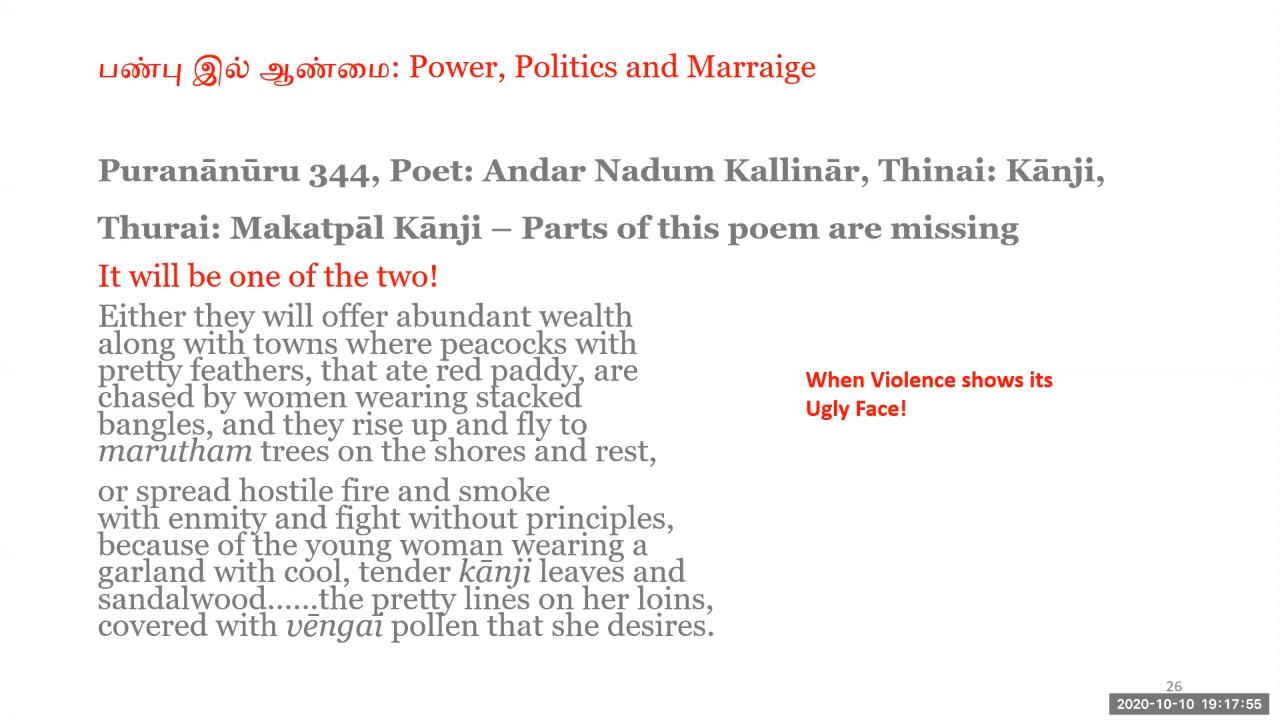 பண்பு இல் ஆண்மை: Power, Politics and Marraige
Puranānūru 344, Poet: Andar Nadum Kallinār, Thinai: Kānji,
Thurai: Makatpāl Kānji – Parts of this poem are missing
It will be one of the two!
Either they will offer abundant wealth
along with towns where peacocks with
pretty feathers, that ate red paddy, are
chased by women wearing stacked
bangles, and they rise up and fly to
marutham trees on the shores and rest,
or spread hostile fire and smoke
with enmity and fight without principles,
because of the young woman wearing a
garland with cool, tender kānji leaves and
sandalwood......the pretty lines on her loins,
covered with vēngai pollen that she desires.
When Violence shows its
Ugly Face!
26
2020-10-10 19:17:55